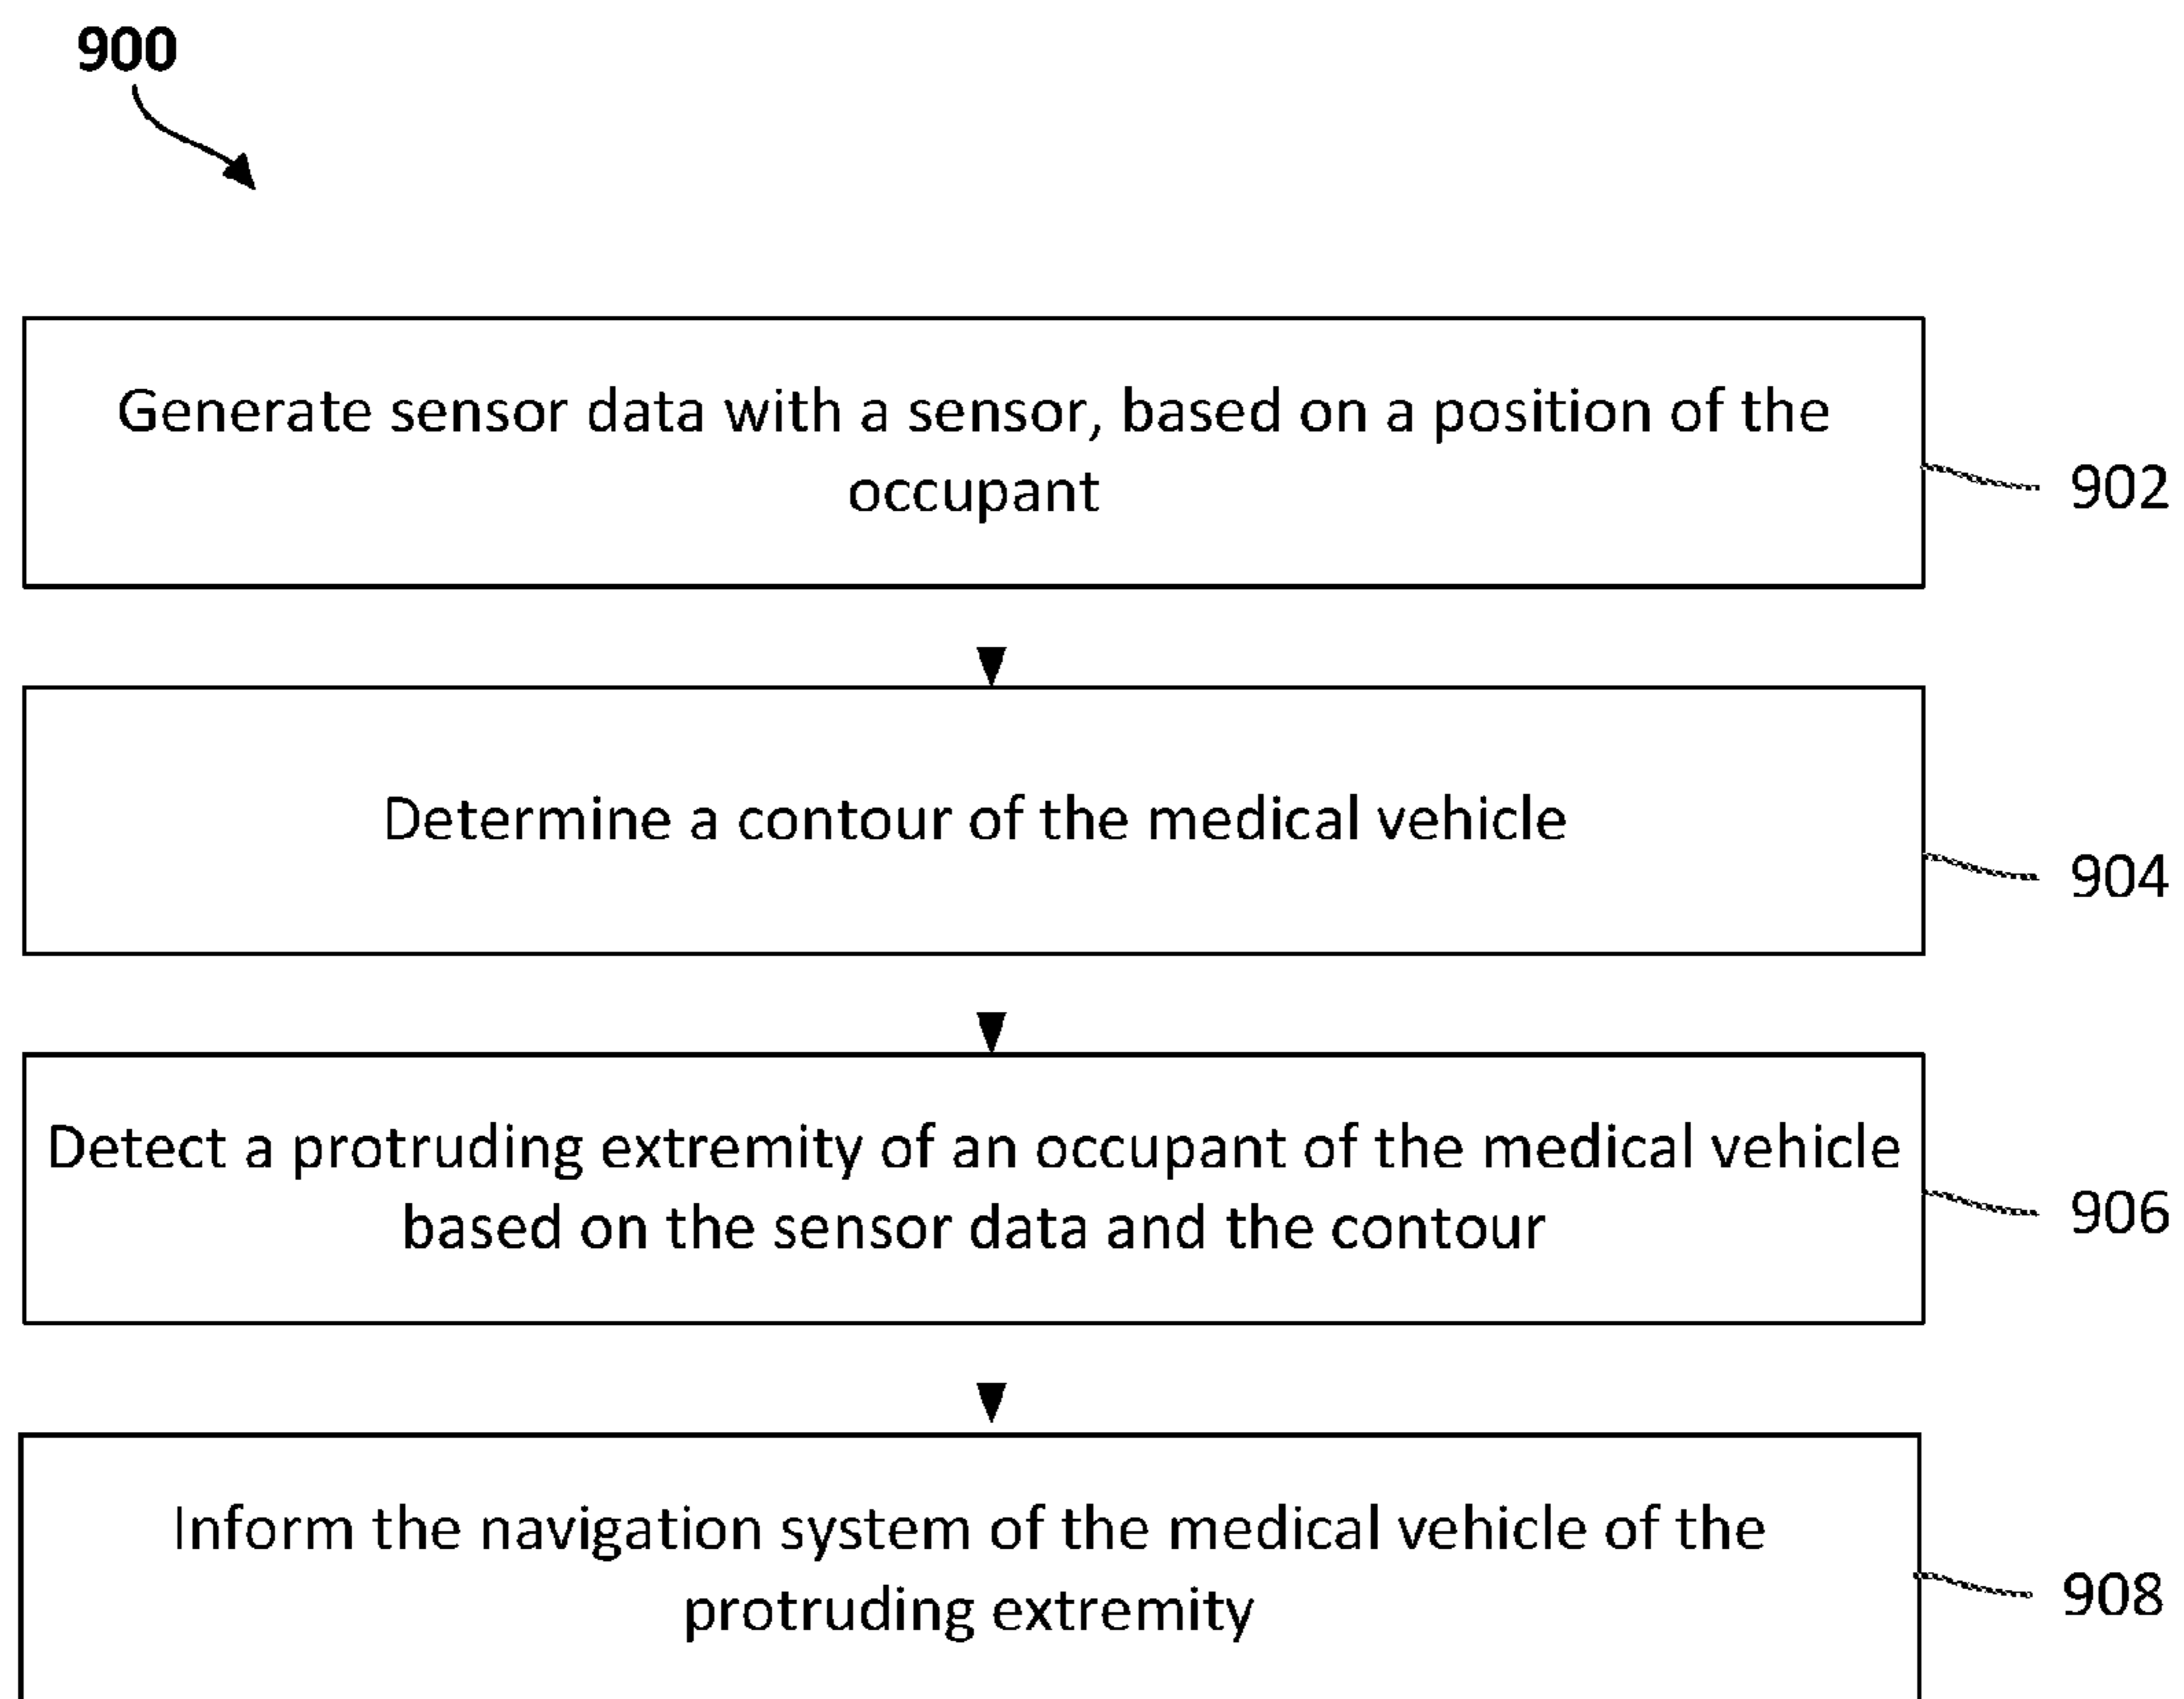 900
Generate sensor data with a sensor, based on a position of the
occupant
902
Determine a contour of the medical vehicle
904
Detect a protruding extremity of an occupant of the medical vehicle
based on the sensor data and the contour
906
Inform the navigation system of the medical vehicle of the
protruding extremity
908